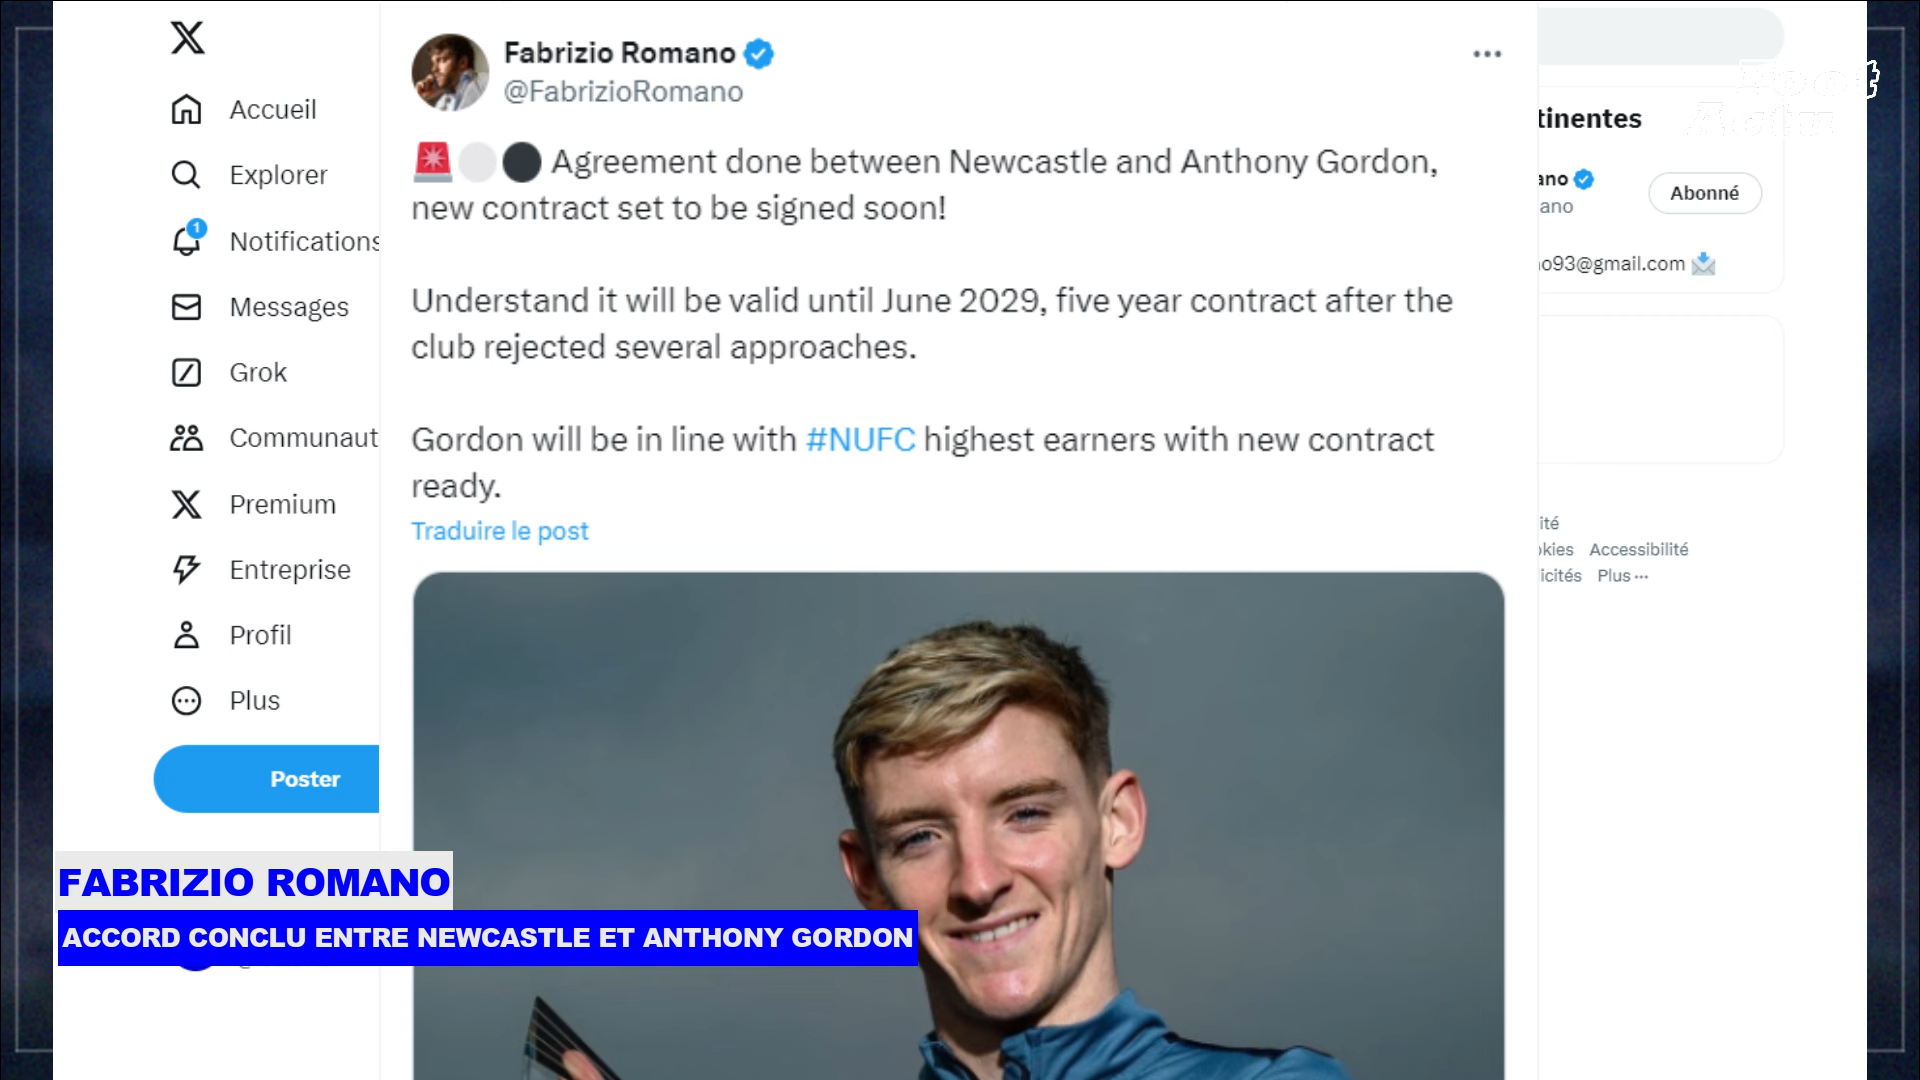 Accueil
Explorer
1
Notifications
Messages
Grok
Communaut
Premium
Entreprise
Profil
Plus
Poster
Fabrizio Romano
@FabrizioRomano
Agreement done between Newcastle and Anthony Gordon,
new contract set to be signed soon!
Understand it will be valid until June 2029, five year contract after the
club rejected several approaches.
Gordon will be in line with #NUFC highest earners with new contract
ready.
Traduire le post
tinentes
ano
Abonné
ano
o93@gmail.com
ité
kies Accessibilité
icités Plus ...
FABRIZIO ROMANO
ACCORD CONCLU ENTRE NEWCASTLE ET ANTHONY GORDON